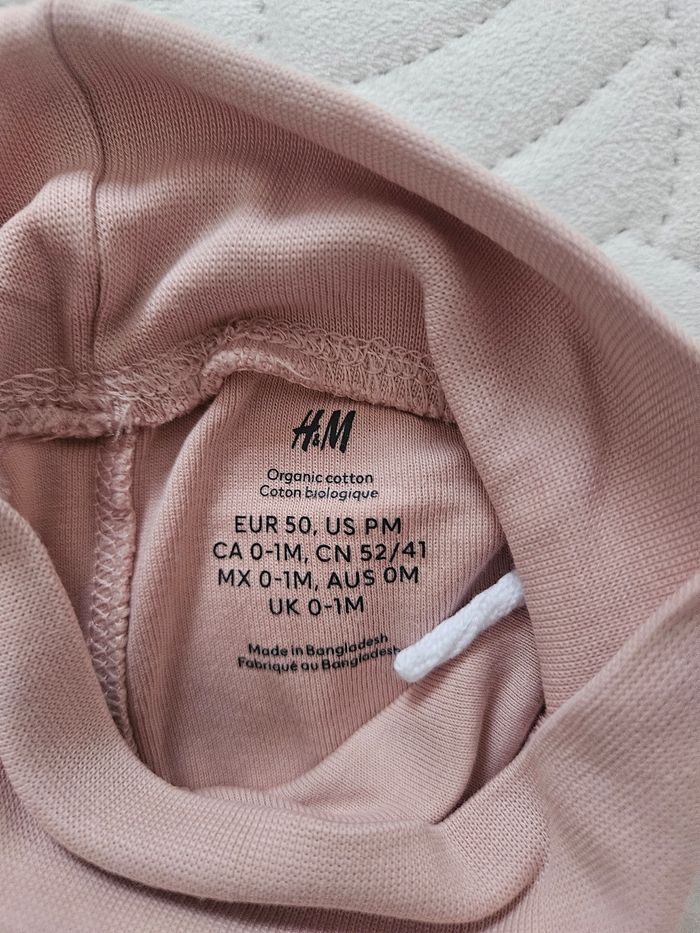 H&M
Organic cotton
Coton biologique
EUR 50, US PM
CA 0-1M, CN 52/41
MX 0-1M, AUS 0M
UK 0-1M
Made in Bangladesh
Fabriqué au Bangladesh